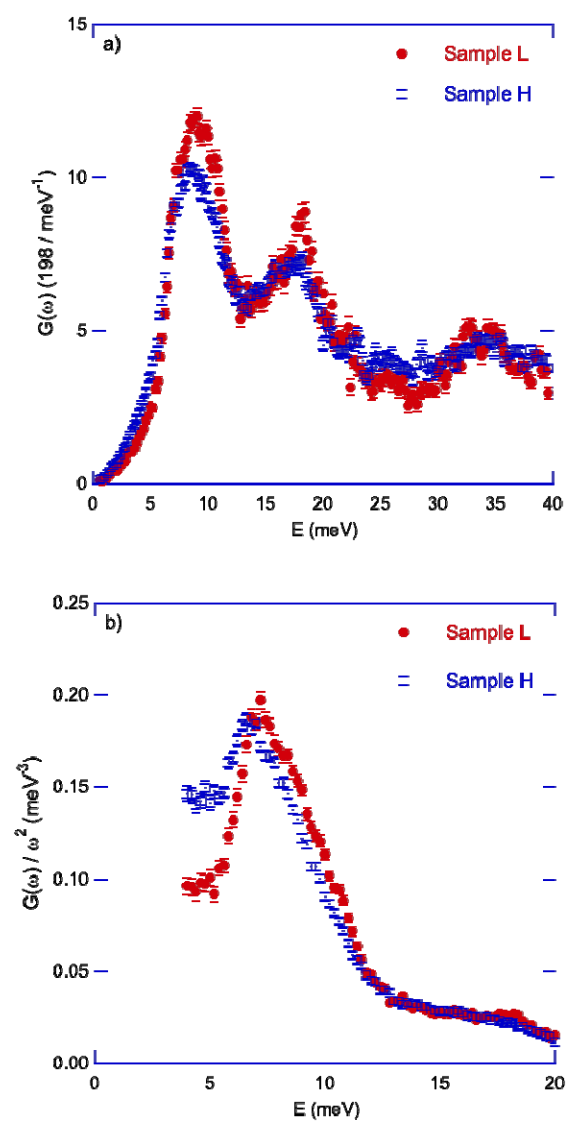 15
a)
Sample L
Sample H
10
G(ω) (198 / meV⁻¹)
5
0
0 5 10 15 20 25 30 35 40
E (meV)
0.25
b)
Sample L
Sample H
0.20
0.15
G(ω) / ω² (meV⁻³)
0.10
0.05
0.00
0 5 10 15 20
E (meV)